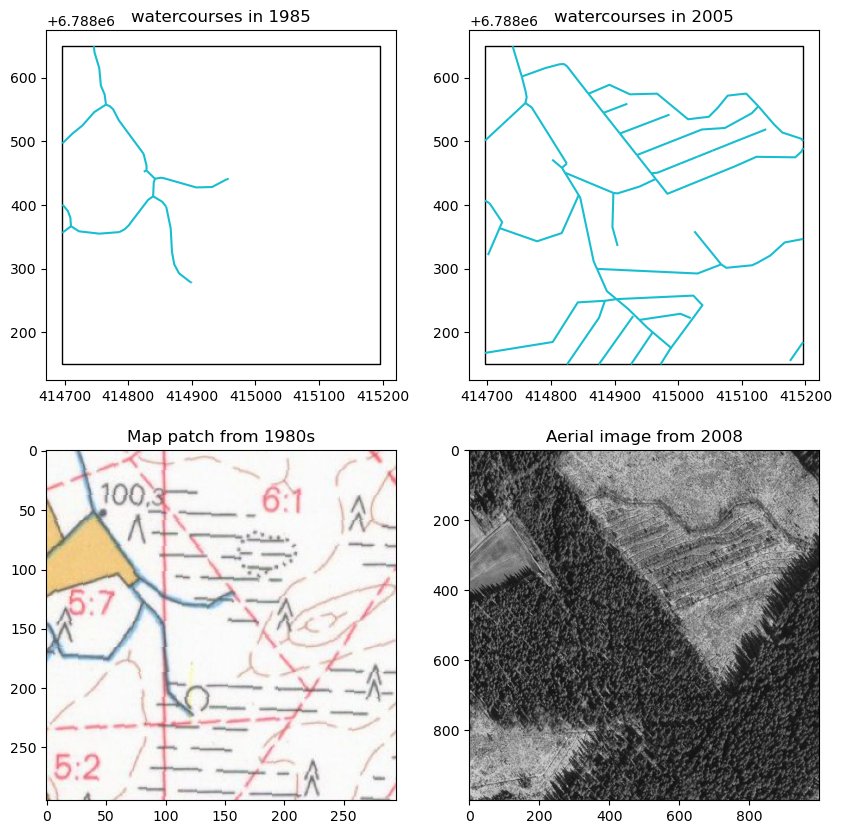 watercourses in 1985
+6.788e6
600
500
400
300
200
414700 414800 414900 415000 415100 415200
watercourses in 2005
+6.788e6
600
500
400
300
200
414700 414800 414900 415000 415100 415200
Map patch from 1980s
0
50
100
150
200
250
0 50 100 150 200 250
100,3
6:1
5:7
5:2
Aerial image from 2008
0
200
400
600
800
0 200 400 600 800